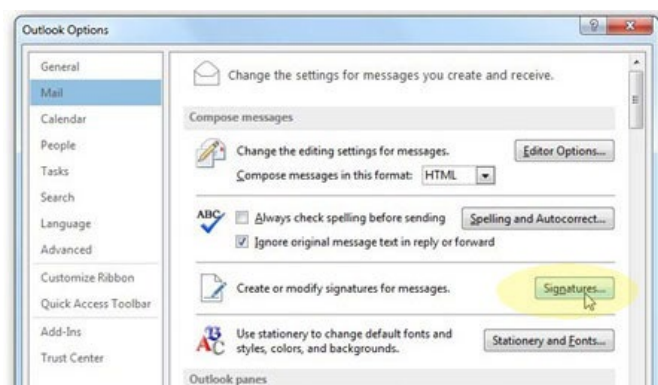 Outlook Options
General
Mail
Calendar
People
Tasks
Search
Language
Advanced
Customize Ribbon
Quick Access Toolbar
Add-Ins
Trust Center
Change the settings for messages you create and receive.
Compose messages
Change the editing settings for messages.
Editor Options...
Compose messages in this format: HTML
ABC
Always check spelling before sending
Spelling and Autocorrect...
Ignore original message text in reply or forward
Create or modify signatures for messages.
Signatures...
Use stationery to change default fonts and
styles, colors, and backgrounds.
Stationery and Fonts...
Outlook panes